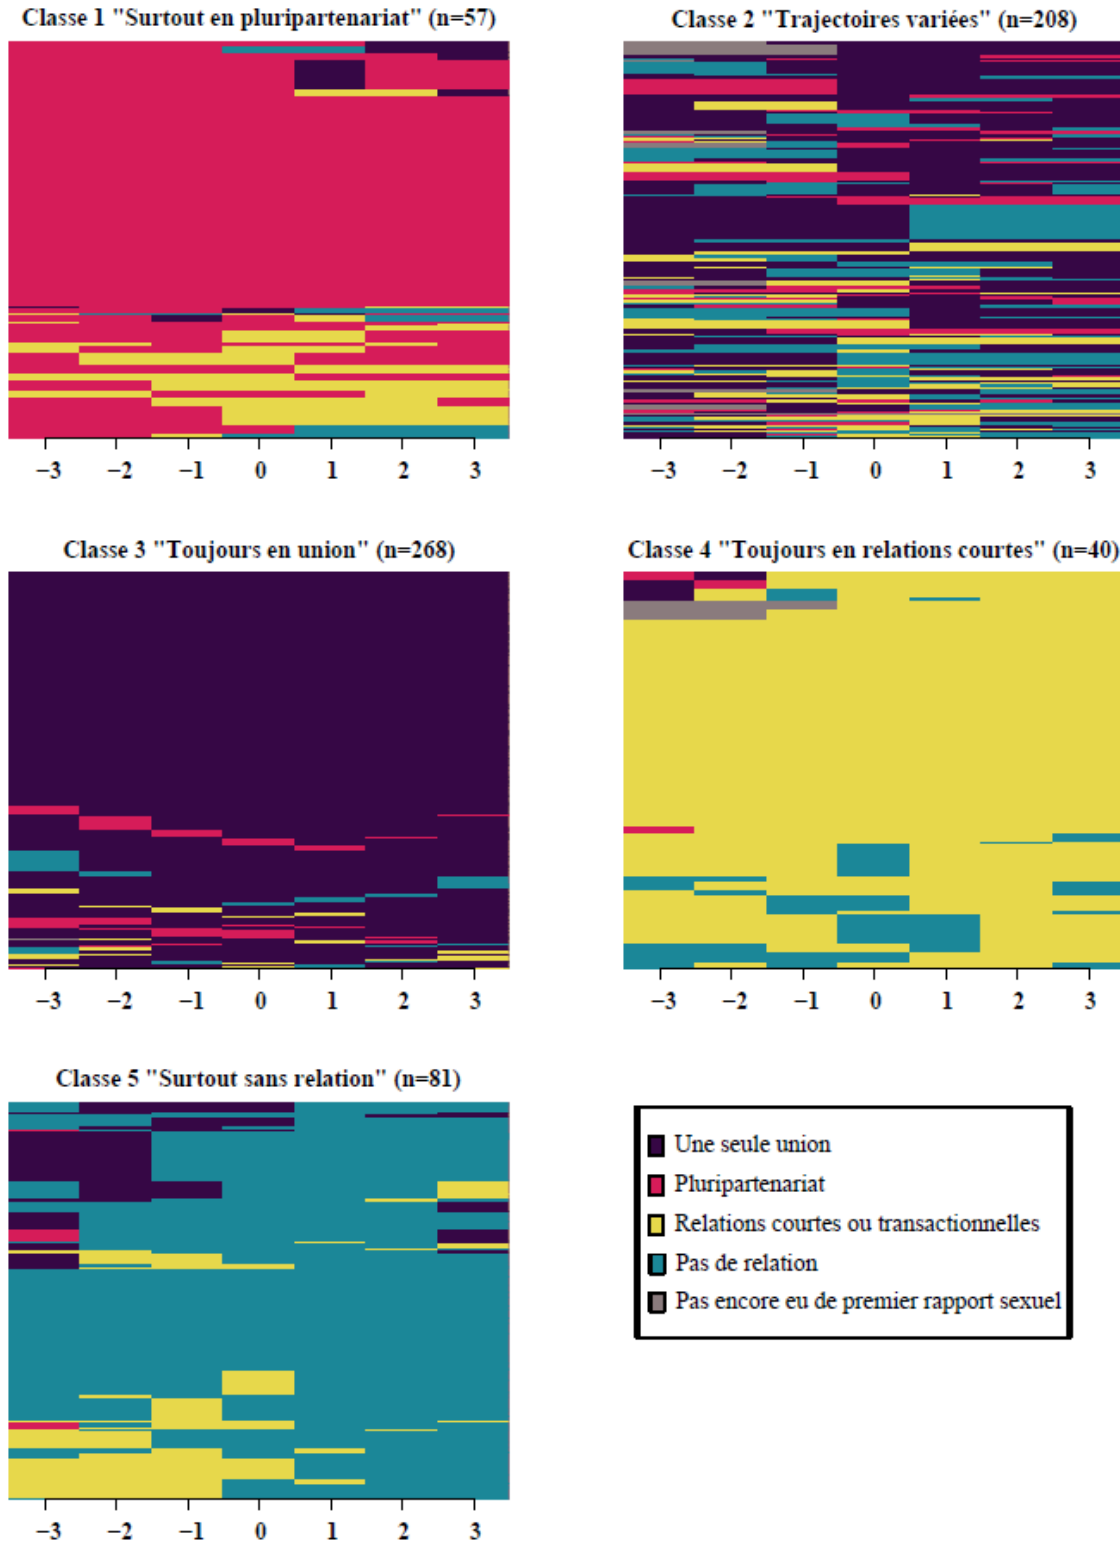 Classe 1 "Surtout en pluripartenariat" (n=57)
Classe 2 "Trajectoires variées" (n=208)
−3 −2 −1 0 1 2 3
−3 −2 −1 0 1 2 3
Classe 3 "Toujours en union" (n=268)
Classe 4 "Toujours en relations courtes" (n=40)
−3 −2 −1 0 1 2 3
−3 −2 −1 0 1 2 3
Classe 5 "Surtout sans relation" (n=81)
Une seule union
Pluripartenariat
Relations courtes ou transactionnelles
Pas de relation
Pas encore eu de premier rapport sexuel
−3 −2 −1 0 1 2 3